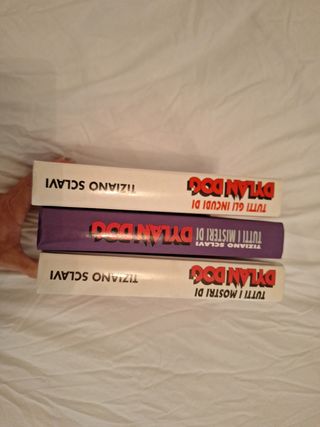 TUTTI GLI INCUBI DI
DYLAN DOG
TIZIANO SCLAVI
TIZIANO SCLAVI
TUTTI I MISTERI DI
DYLAN DOG
TUTTI I MOSTRI DI
DYLAN DOG
TIZIANO SCLAVI